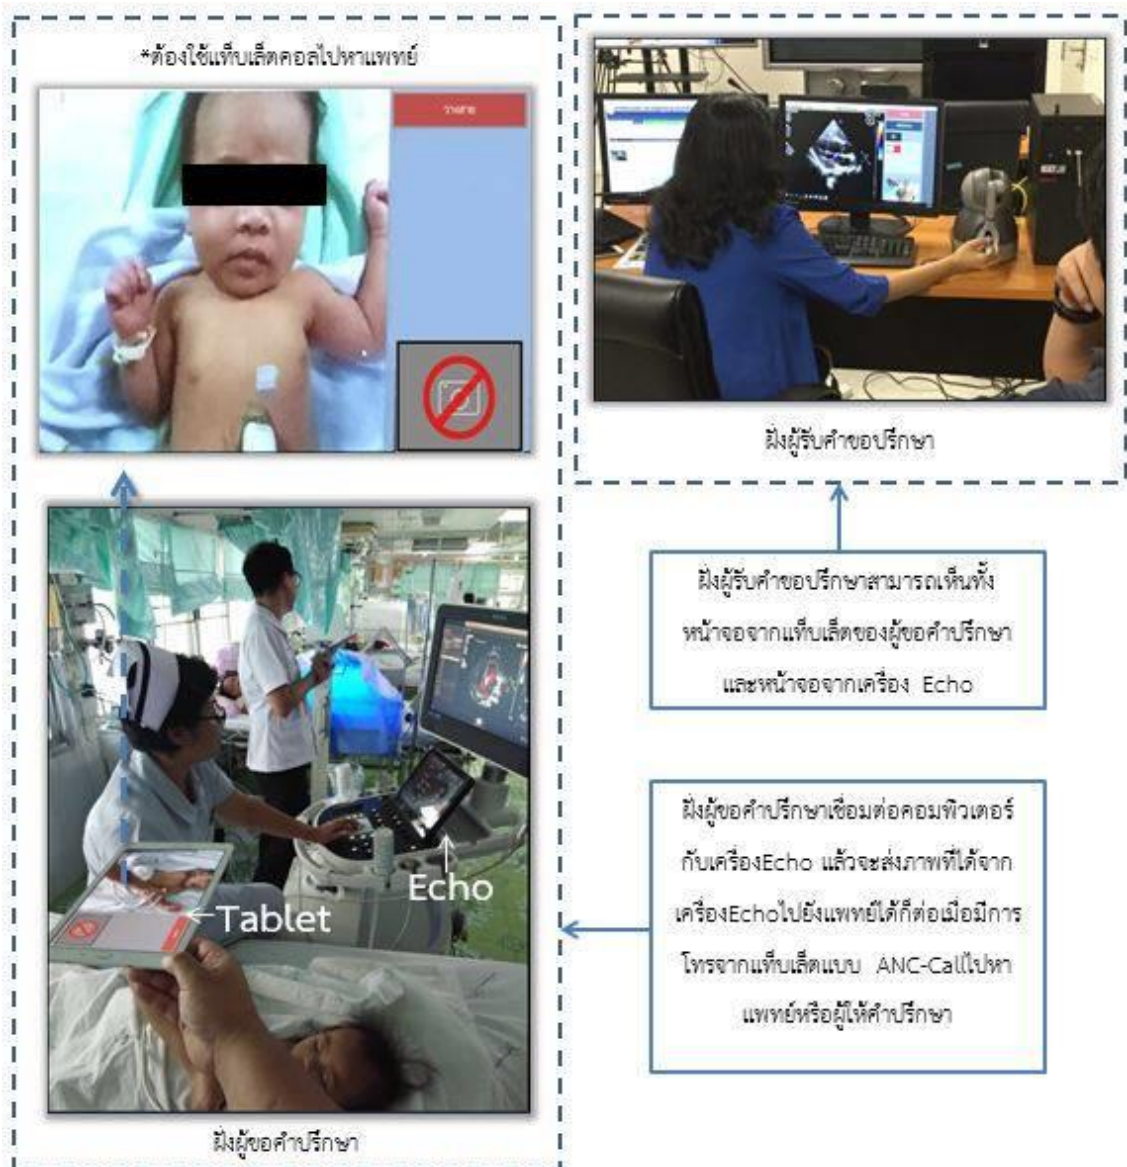 *ต้องใช้แท็บเล็ตคอลไปหาแพทย์
วางสาย
ฝั่งผู้รับคำขอปรึกษา
ฝั่งผู้รับคำขอปรึกษาสามารถเห็นทั้ง
หน้าจอจากแท็บเล็ตของผู้ขอคำปรึกษา
และหน้าจอจากเครื่อง Echo
ฝั่งผู้ขอคำปรึกษาเชื่อมต่อคอมพิวเตอร์
กับเครื่องEcho แล้วจะส่งภาพที่ได้จาก
เครื่องEchoไปยังแพทย์ได้ก็ต่อเมื่อมีการ
โทรจากแท็บเล็ตแบบ ANC-Callไปหา
แพทย์หรือผู้ให้คำปรึกษา
Echo
←Tablet
ฝั่งผู้ขอคำปรึกษา